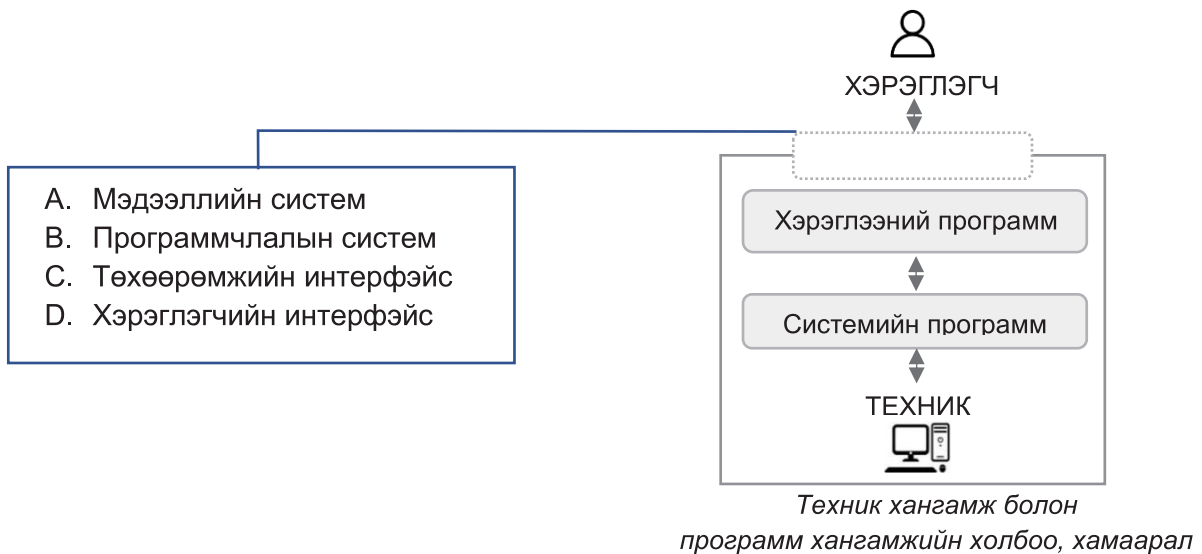 ХЭРЭГЛЭГЧ
A. Мэдээллийн систем
B. Программчлалын систем
C. Төхөөрөмжийн интерфэйс
D. Хэрэглэгчийн интерфэйс
Хэрэглээний программ
Системийн программ
ТЕХНИК
Техник хангамж болон
программ хангамжийн холбоо, хамаарал